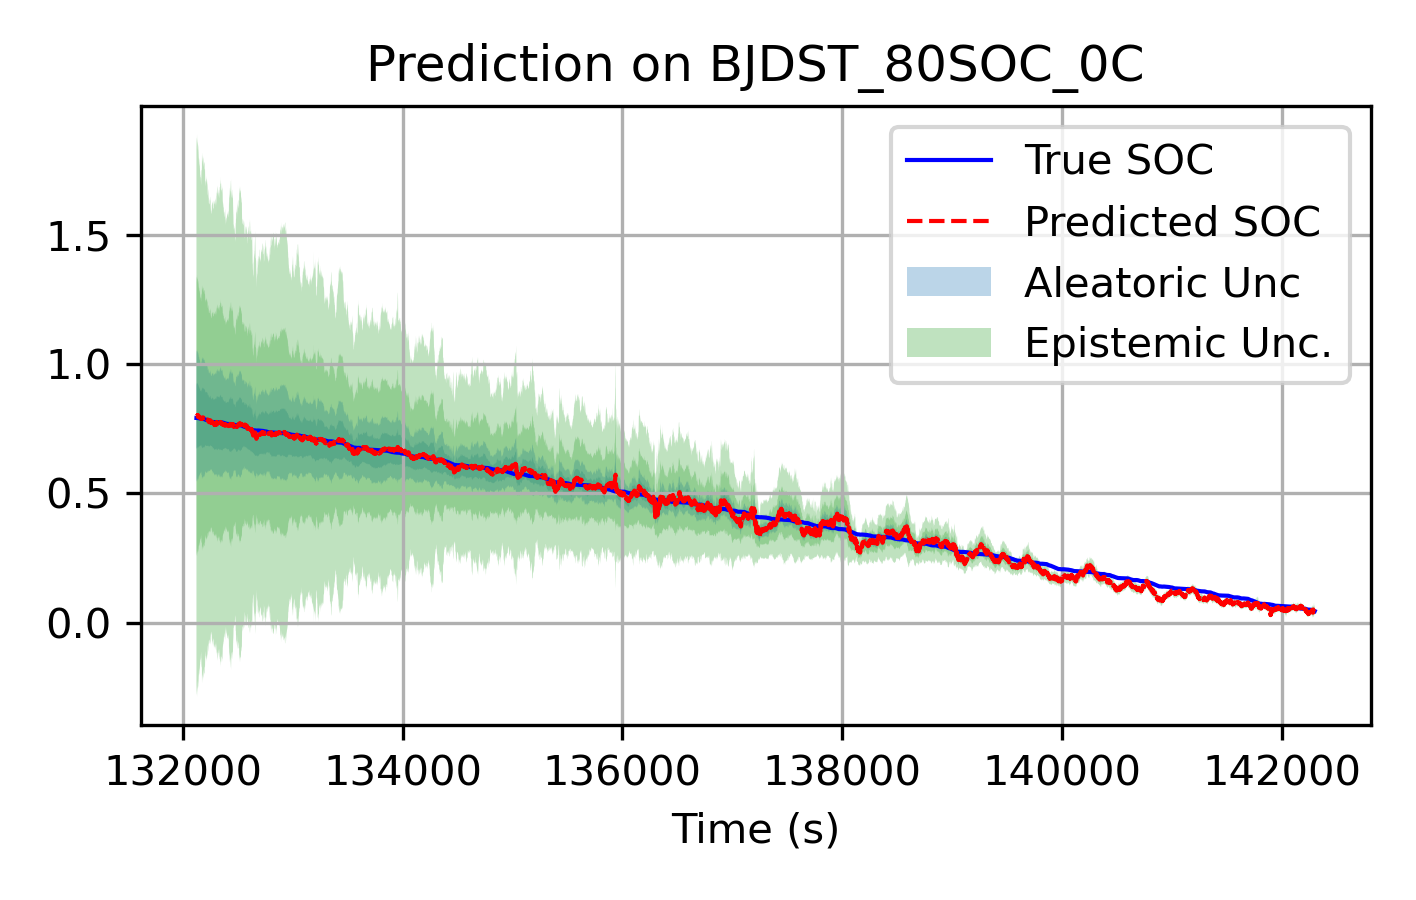 Prediction on BJDST_80SOC_0C
True SOC
Predicted SOC
Aleatoric Unc
Epistemic Unc.
1.5
1.0
0.5
0.0
132000 134000 136000 138000 140000 142000
Time (s)